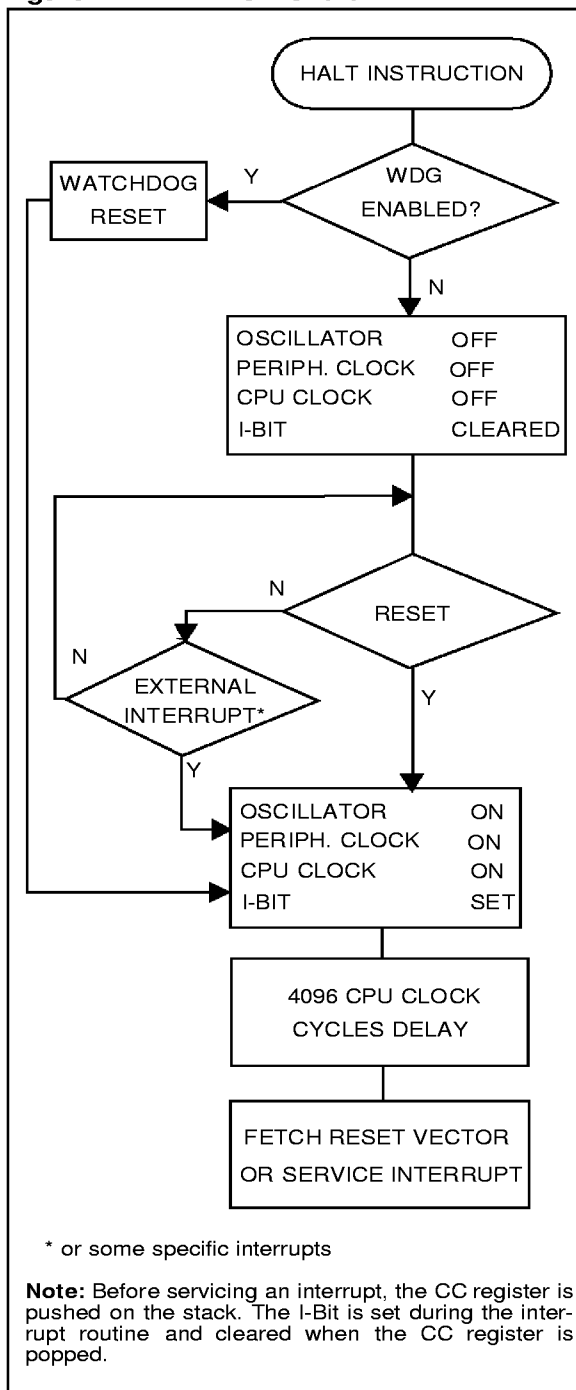 HALT INSTRUCTION
WDG
ENABLED?
Y
WATCHDOG
RESET
N
OSCILLATOR OFF
PERIPH. CLOCK OFF
CPU CLOCK OFF
I-BIT CLEARED
RESET
N
Y
EXTERNAL
INTERRUPT*
N
Y
OSCILLATOR ON
PERIPH. CLOCK ON
CPU CLOCK ON
I-BIT SET
4096 CPU CLOCK
CYCLES DELAY
FETCH RESET VECTOR
OR SERVICE INTERRUPT
* or some specific interrupts
Note: Before servicing an interrupt, the CC register is
pushed on the stack. The I-Bit is set during the inter-
rupt routine and cleared when the CC register is
popped.